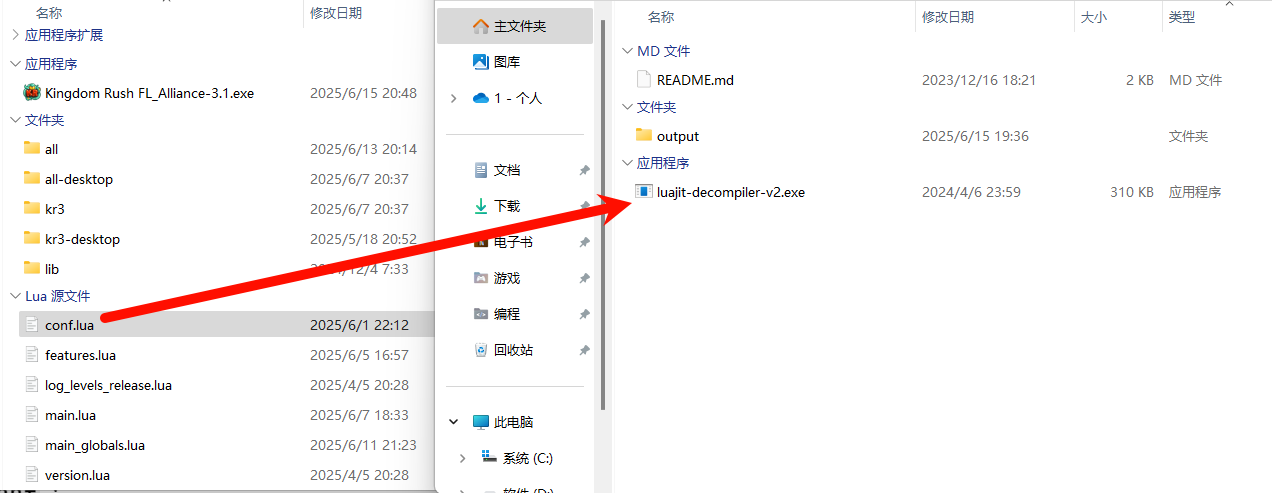 名称 修改日期
应用程序扩展
应用程序
Kingdom Rush FL_Alliance-3.1.exe 2025/6/15 20:48
文件夹
all 2025/6/13 20:14
all-desktop 2025/6/7 20:37
kr3 2025/6/7 20:37
kr3-desktop 2025/5/18 20:52
lib /12/4 7:33
Lua 源文件
conf.lua 2025/6/1 22:12
features.lua 2025/6/5 16:57
log_levels_release.lua 2025/4/5 20:28
main.lua 2025/6/7 18:33
main_globals.lua 2025/6/11 21:23
version.lua 2025/4/5 20:28
主文件夹
图库
1 - 个人
文档
下载
电子书
游戏
编程
回收站
此电脑
系统 (C:)
软件 (D:)
名称 修改日期 大小 类型
MD 文件
README.md 2023/12/16 18:21 2 KB MD 文件
文件夹
output 2025/6/15 19:36 文件夹
应用程序
luajit-decompiler-v2.exe 2024/4/6 23:59 310 KB 应用程序